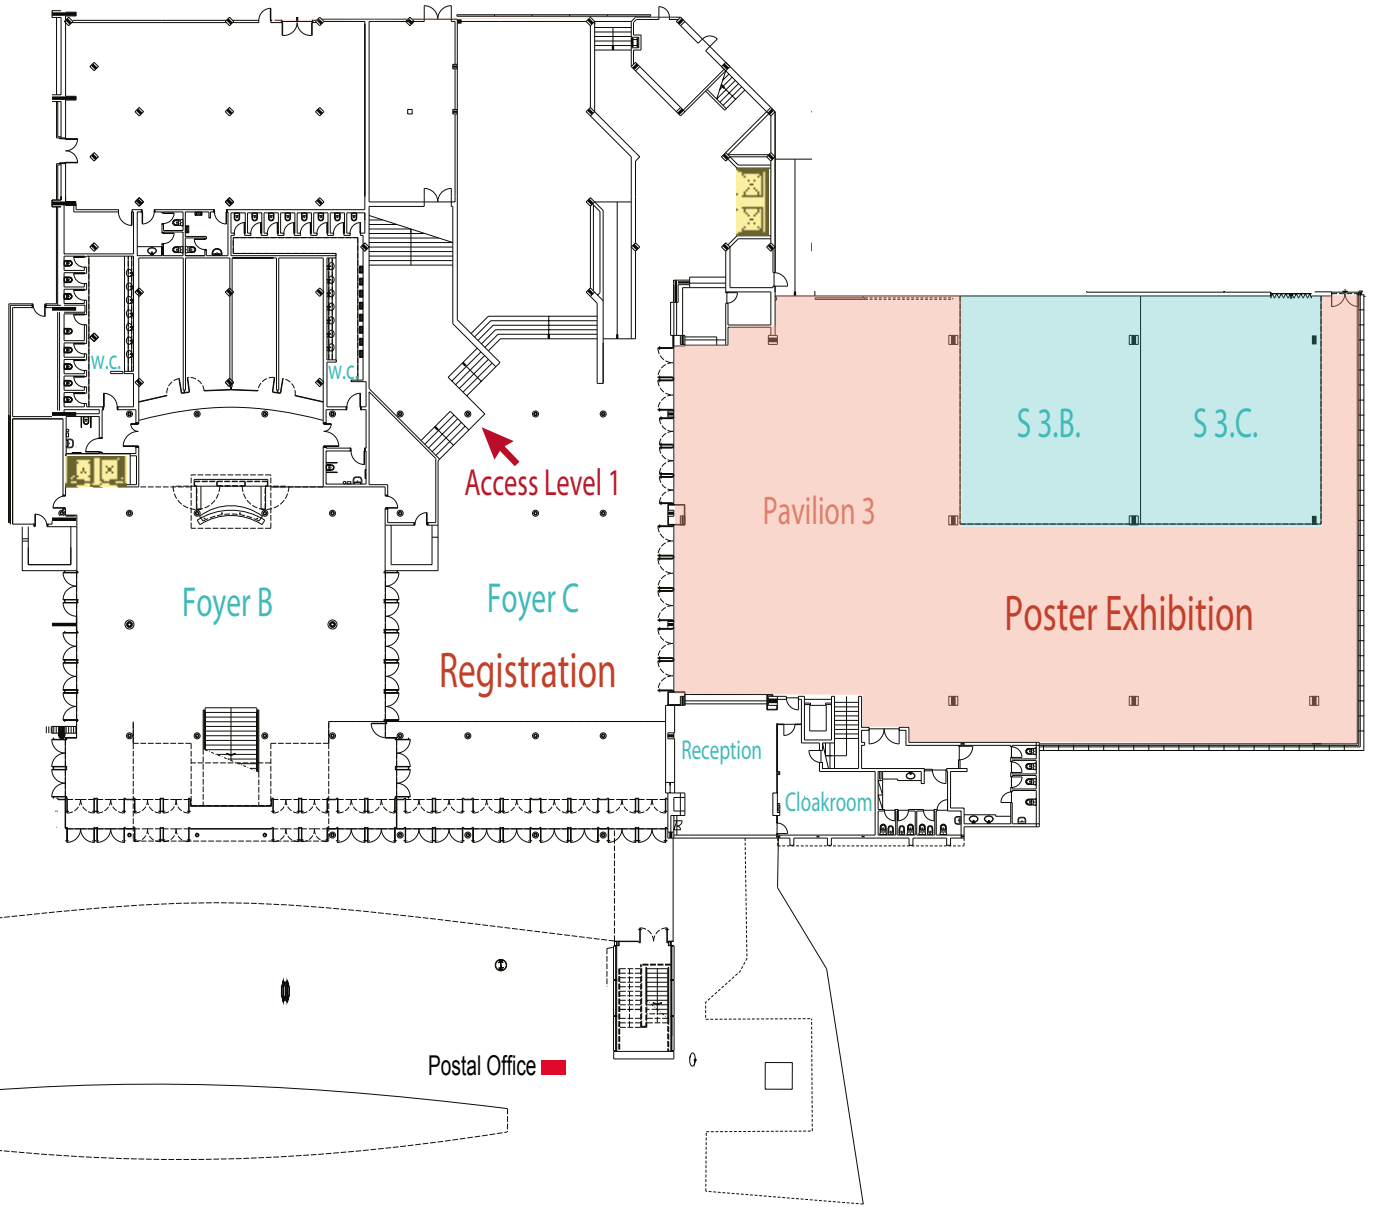 w.c.
w.c.
S 3.B.
S 3.C.
Access Level 1
Pavilion 3
Foyer B
Foyer C
Poster Exhibition
Registration
Reception
Cloakroom
Postal Office